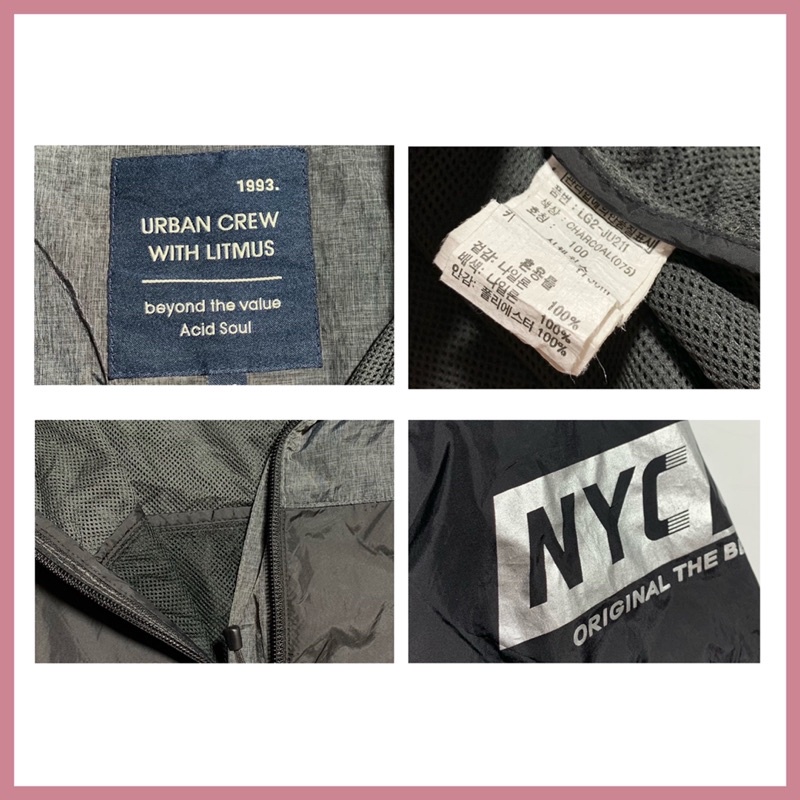 1993.
URBAN CREW
WITH LITMUS
beyond the value
Acid Soul
품번 : LG2-JU211
색상 : CHARCOAL(075)
호칭 : 100
키
혼용률
겉감: 나일론 100%
배색: 나일론 100%
안감: 폴리에스터 100%
NYC
ORIGINAL THE